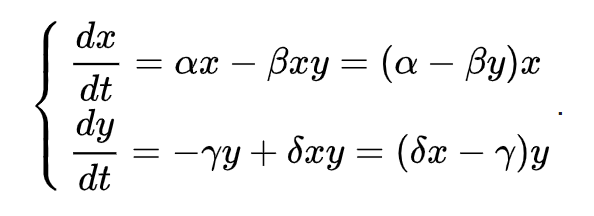 dx/dt = αx − βxy = (α − βy)x
dy/dt = −γy + δxy = (δx − γ)y .